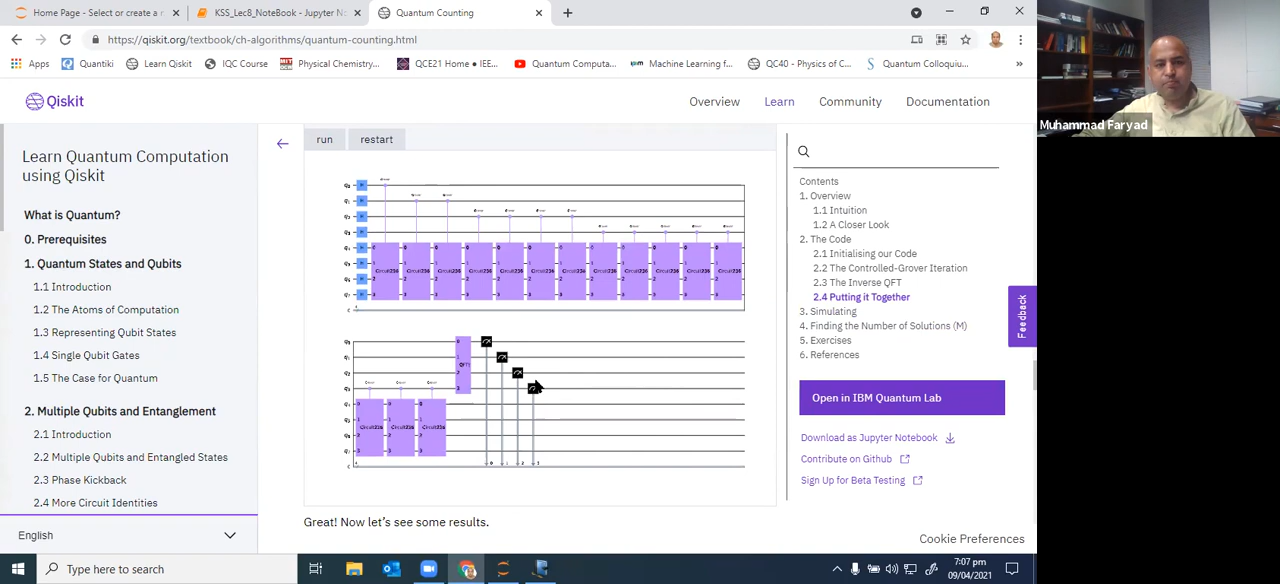 Home Page - Select or create a n
KSS_Lec8_NoteBook - Jupyter N
Quantum Counting
https://qiskit.org/textbook/ch-algorithms/quantum-counting.html
Apps
Quantiki
Learn Qiskit
IQC Course
Physical Chemistry...
QCE21 Home ● IEE...
Quantum Computa...
Machine Learning f...
QC40 - Physics of C...
Quantum Colloquiu...
»
Qiskit
Overview
Learn
Community
Documentation
Muhammad Faryad
Learn Quantum Computation
using Qiskit
What is Quantum?
0. Prerequisites
1. Quantum States and Qubits
1.1 Introduction
1.2 The Atoms of Computation
1.3 Representing Qubit States
1.4 Single Qubit Gates
1.5 The Case for Quantum
2. Multiple Qubits and Entanglement
2.1 Introduction
2.2 Multiple Qubits and Entangled States
2.3 Phase Kickback
2.4 More Circuit Identities
English
run
restart
Great! Now let's see some results.
Contents
1. Overview
1.1 Intuition
1.2 A Closer Look
2. The Code
2.1 Initialising our Code
2.2 The Controlled-Grover Iteration
2.3 The Inverse QFT
2.4 Putting it Together
3. Simulating
4. Finding the Number of Solutions (M)
5. Exercises
6. References
Open in IBM Quantum Lab
Download as Jupyter Notebook
Contribute on Github
Sign Up for Beta Testing
Feedback
Cookie Preferences
Type here to search
7:07 pm
09/04/2021